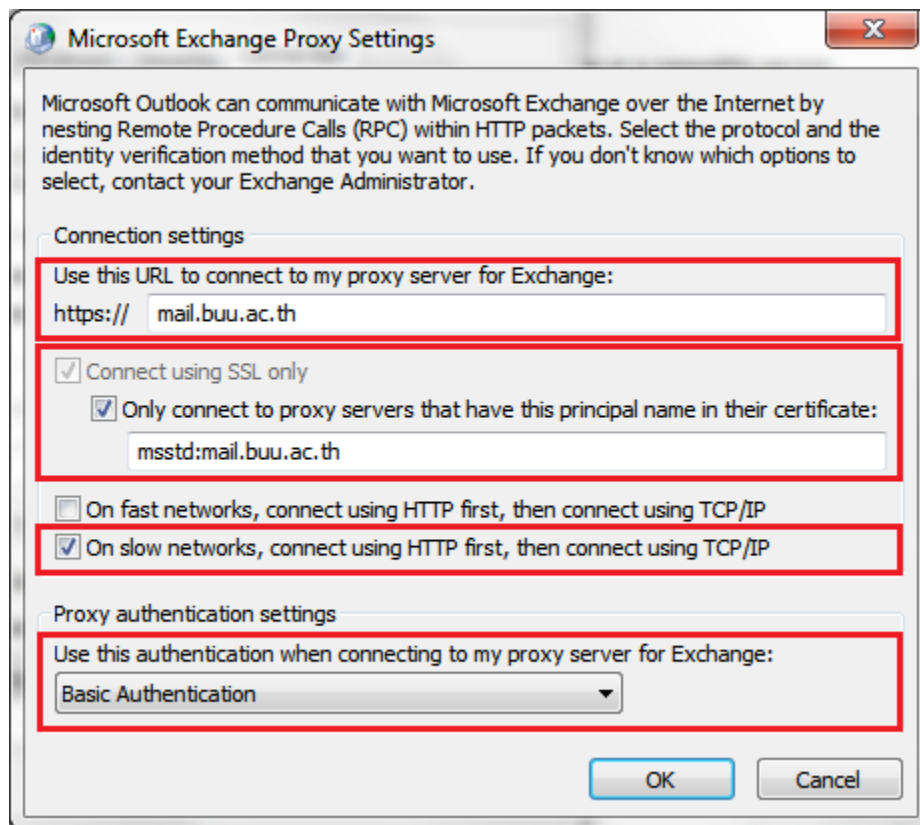 Microsoft Exchange Proxy Settings
Microsoft Outlook can communicate with Microsoft Exchange over the Internet by
nesting Remote Procedure Calls (RPC) within HTTP packets. Select the protocol and the
identity verification method that you want to use. If you don't know which options to
select, contact your Exchange Administrator.
Connection settings
Use this URL to connect to my proxy server for Exchange:
https:// mail.buu.ac.th
Connect using SSL only
Only connect to proxy servers that have this principal name in their certificate:
msstd:mail.buu.ac.th
On fast networks, connect using HTTP first, then connect using TCP/IP
On slow networks, connect using HTTP first, then connect using TCP/IP
Proxy authentication settings
Use this authentication when connecting to my proxy server for Exchange:
Basic Authentication
OK Cancel